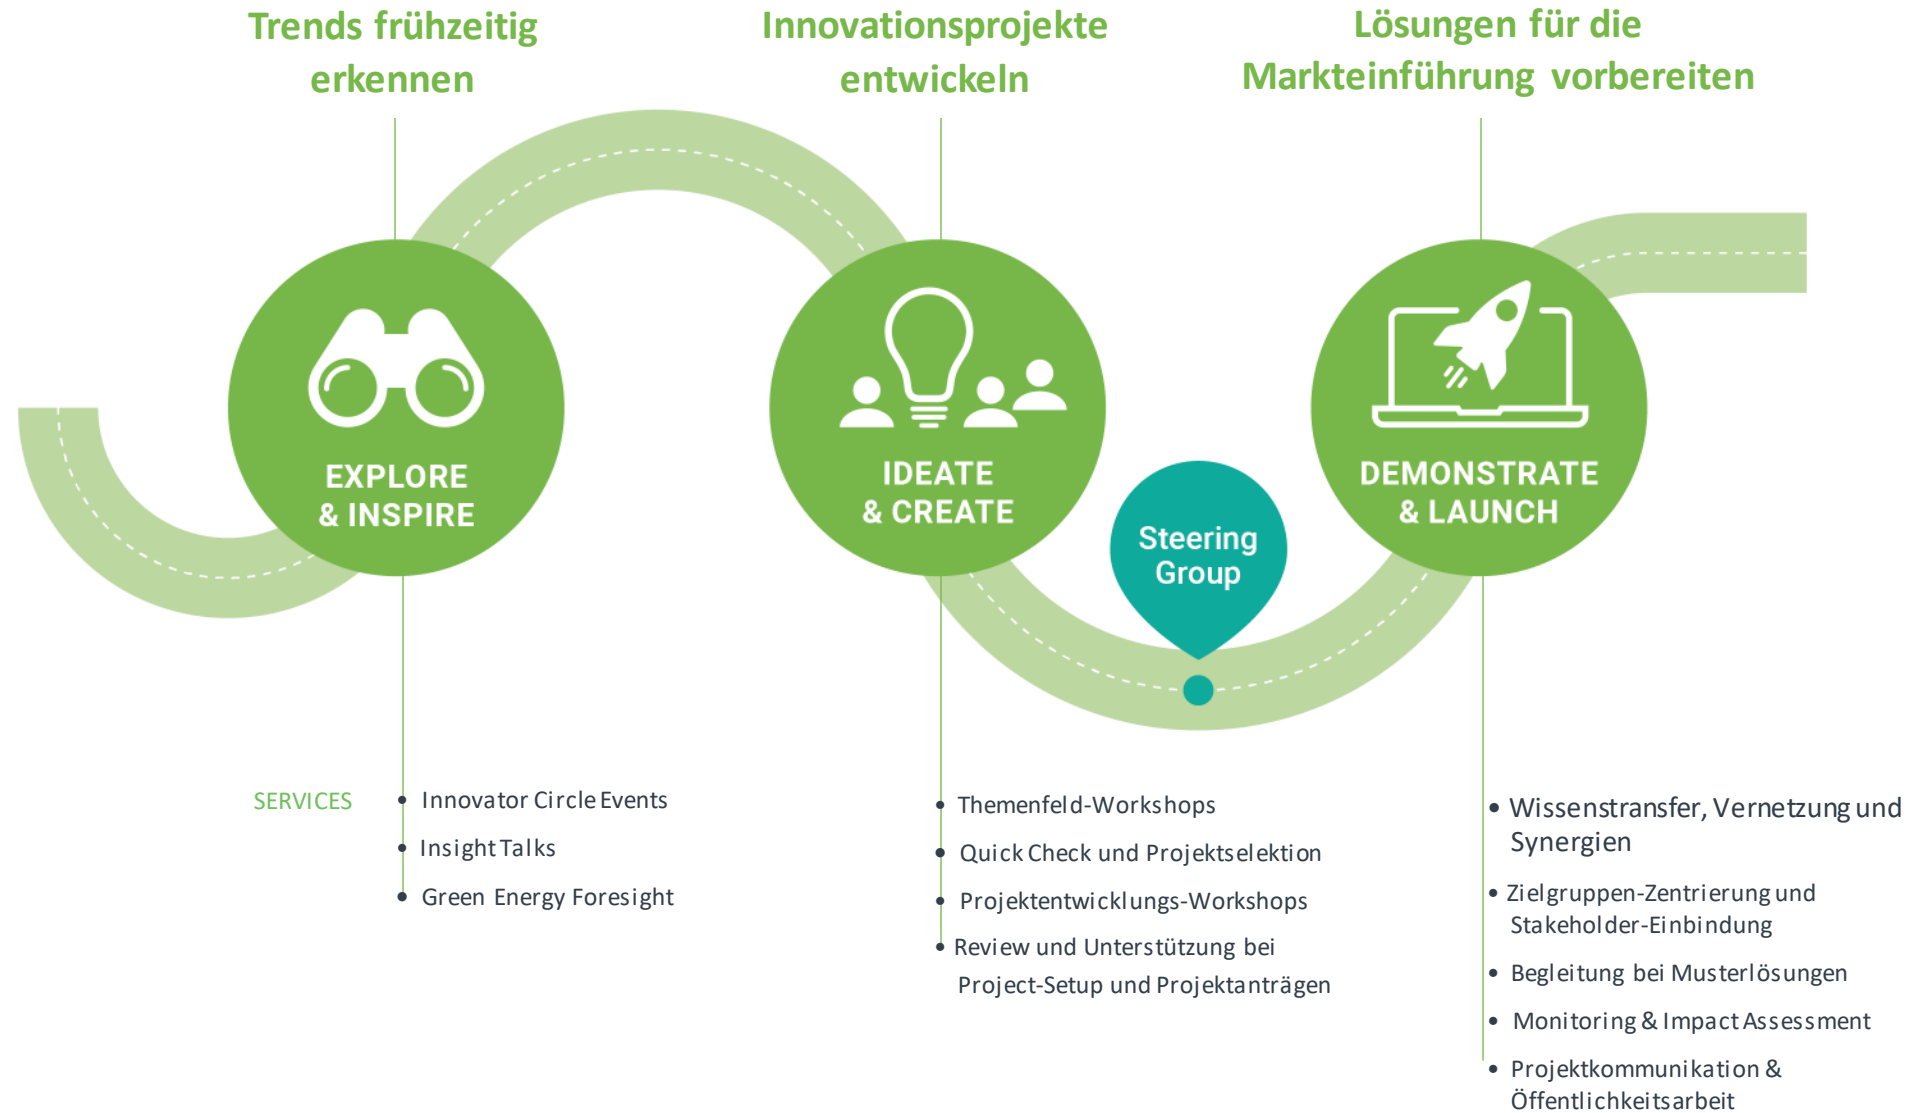 Trends frühzeitig
erkennen
Innovationsprojekte
entwickeln
Lösungen für die
Markteinführung vorbereiten
EXPLORE
& INSPIRE
IDEATE
& CREATE
Steering
Group
DEMONSTRATE
& LAUNCH
SERVICES
• Innovator Circle Events
• Insight Talks
• Green Energy Foresight
• Themenfeld-Workshops
• Quick Check und Projektselektion
• Projektentwicklungs-Workshops
• Review und Unterstützung bei
Project-Setup und Projektanträgen
• Wissenstransfer, Vernetzung und
Synergien
• Zielgruppen-Zentrierung und
Stakeholder-Einbindung
• Begleitung bei Musterlösungen
• Monitoring & Impact Assessment
• Projektkommunikation &
Öffentlichkeitsarbeit